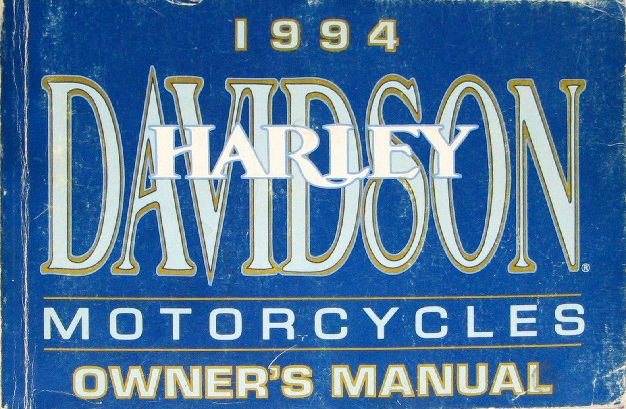 1994
HARLEY
DAVIDSON®
MOTORCYCLES
OWNER'S MANUAL